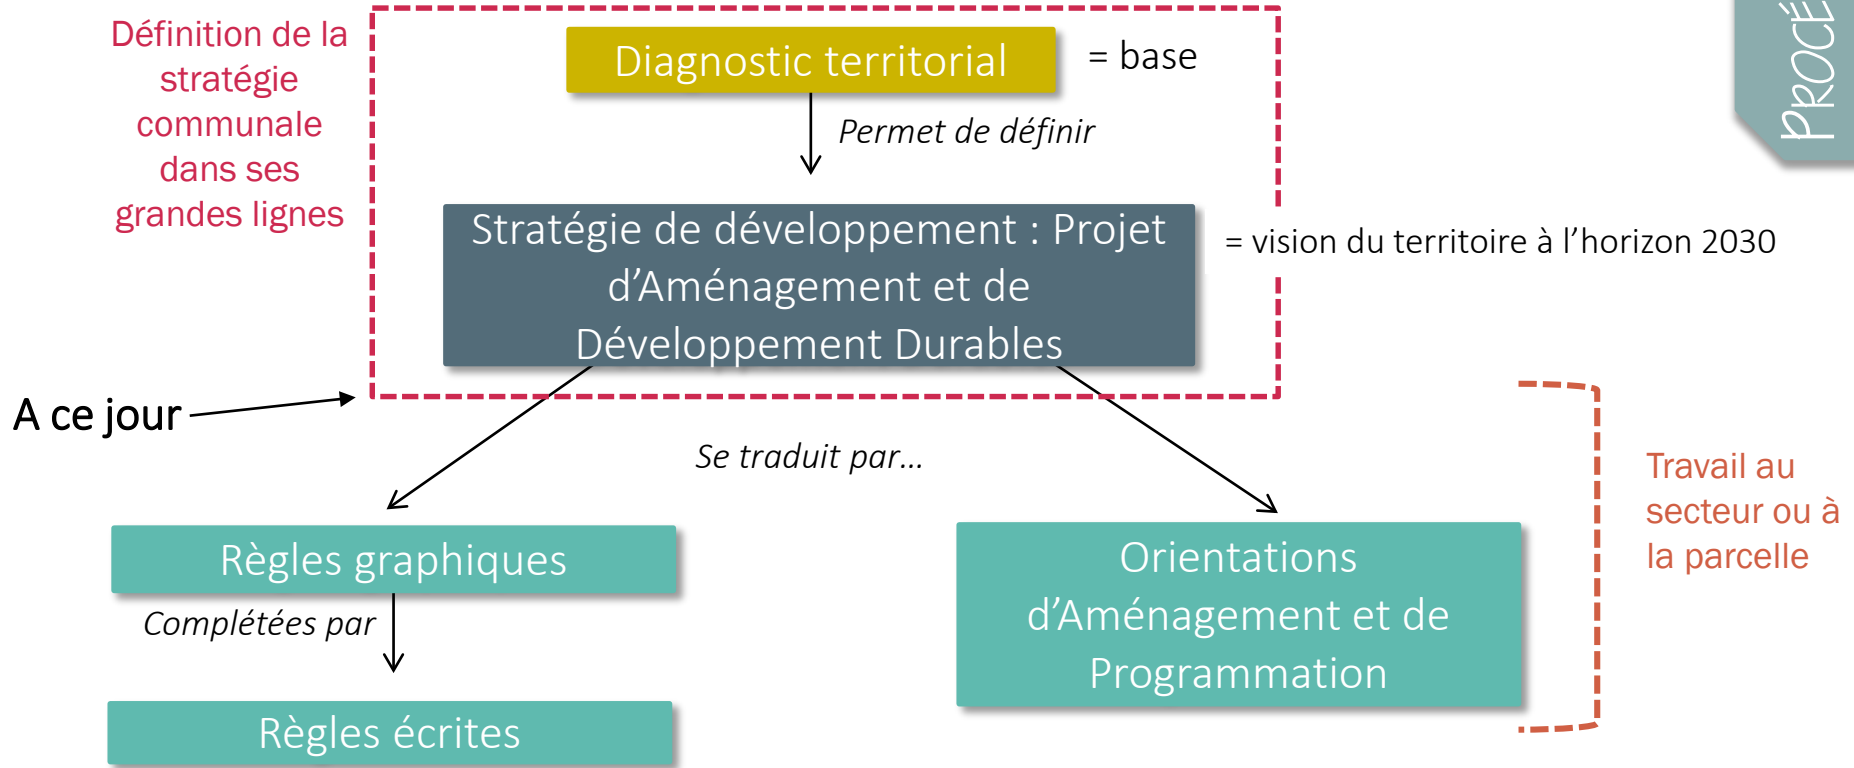 Définition de la
stratégie
communale
dans ses
grandes lignes
Diagnostic territorial
= base
Permet de définir
Stratégie de développement : Projet
d’Aménagement et de
Développement Durables
= vision du territoire à l’horizon 2030
A ce jour
Se traduit par...
Règles graphiques
Complétées par
Règles écrites
Orientations
d’Aménagement et de
Programmation
Travail au
secteur ou à
la parcelle
PROCÉ